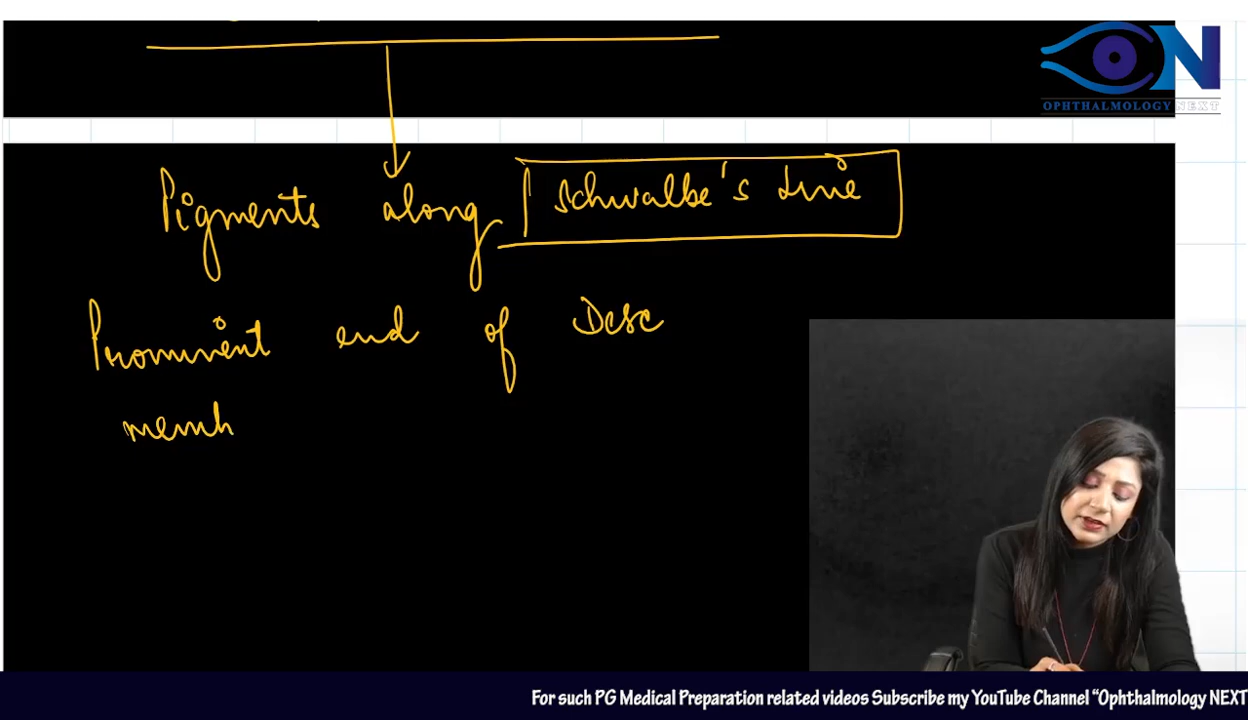 ON
OPHTHALMOLOGY NEXT
Pigments along Schwalbe's Line
Prominent end of Desc
memb
For such PG Medical Preparation related videos Subscribe my YouTube Channel “Ophthalmology NEXT